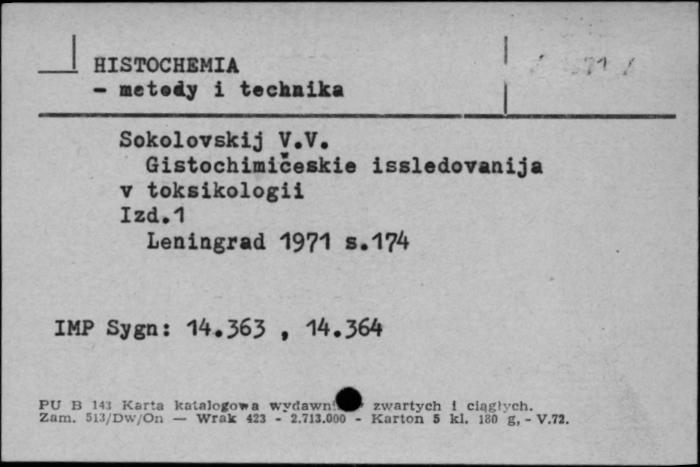 HISTOCHEMIA
- metody i technika
Sokolovskij V.V.
Gistochimičeskie issledovanija
v toksikologii
Izd.1
Leningrad 1971 s.174
IMP Sygn: 14.363 , 14.364
PU B 143 Karta katalogowa zwartych i ciągłych.
Zam. 513/Dw/On — Wrak 423 - 2.713.000 - Karton 5 kl. 180 g, - V.72.